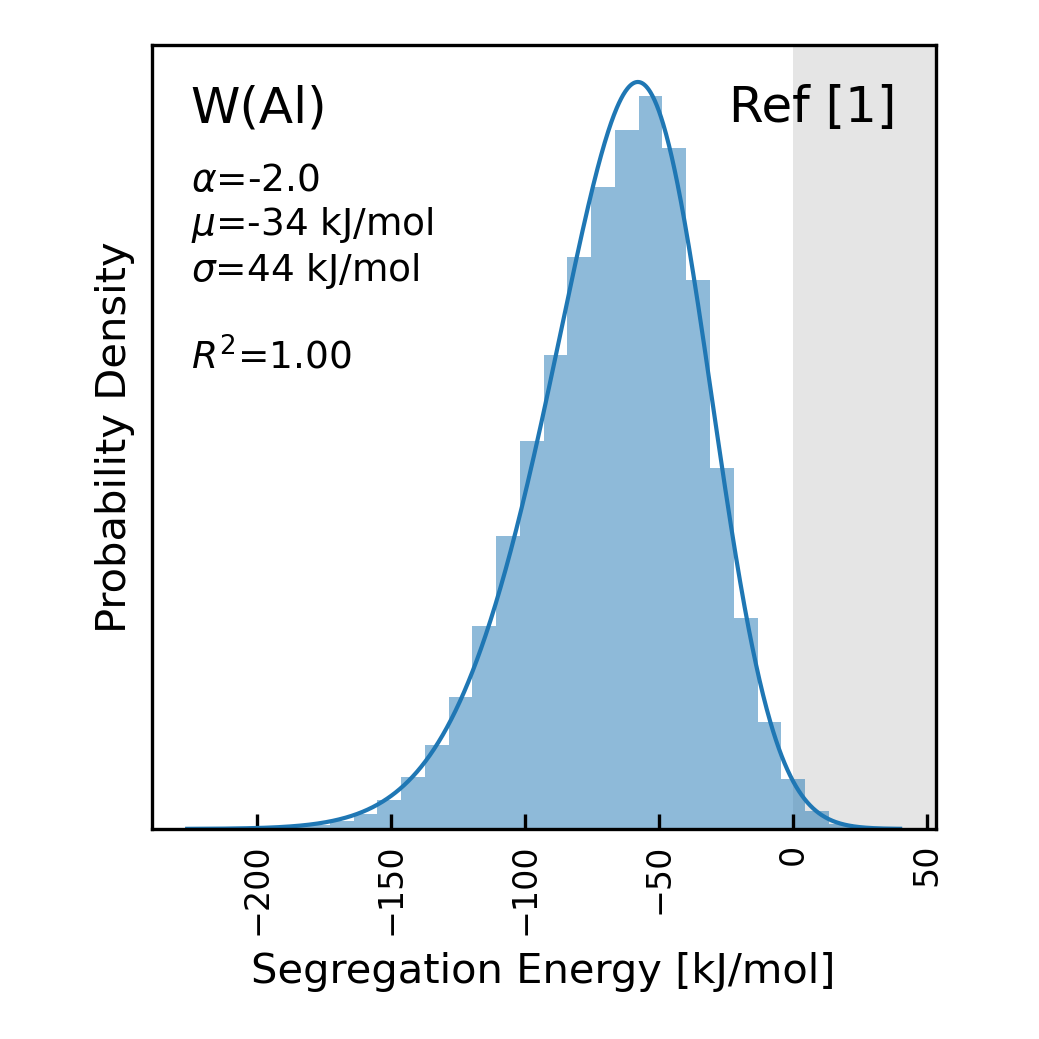 W(Al)
Ref [1]
α=-2.0
μ=-34 kJ/mol
σ=44 kJ/mol
R²=1.00
Probability Density
−200
−150
−100
−50
0
50
Segregation Energy [kJ/mol]